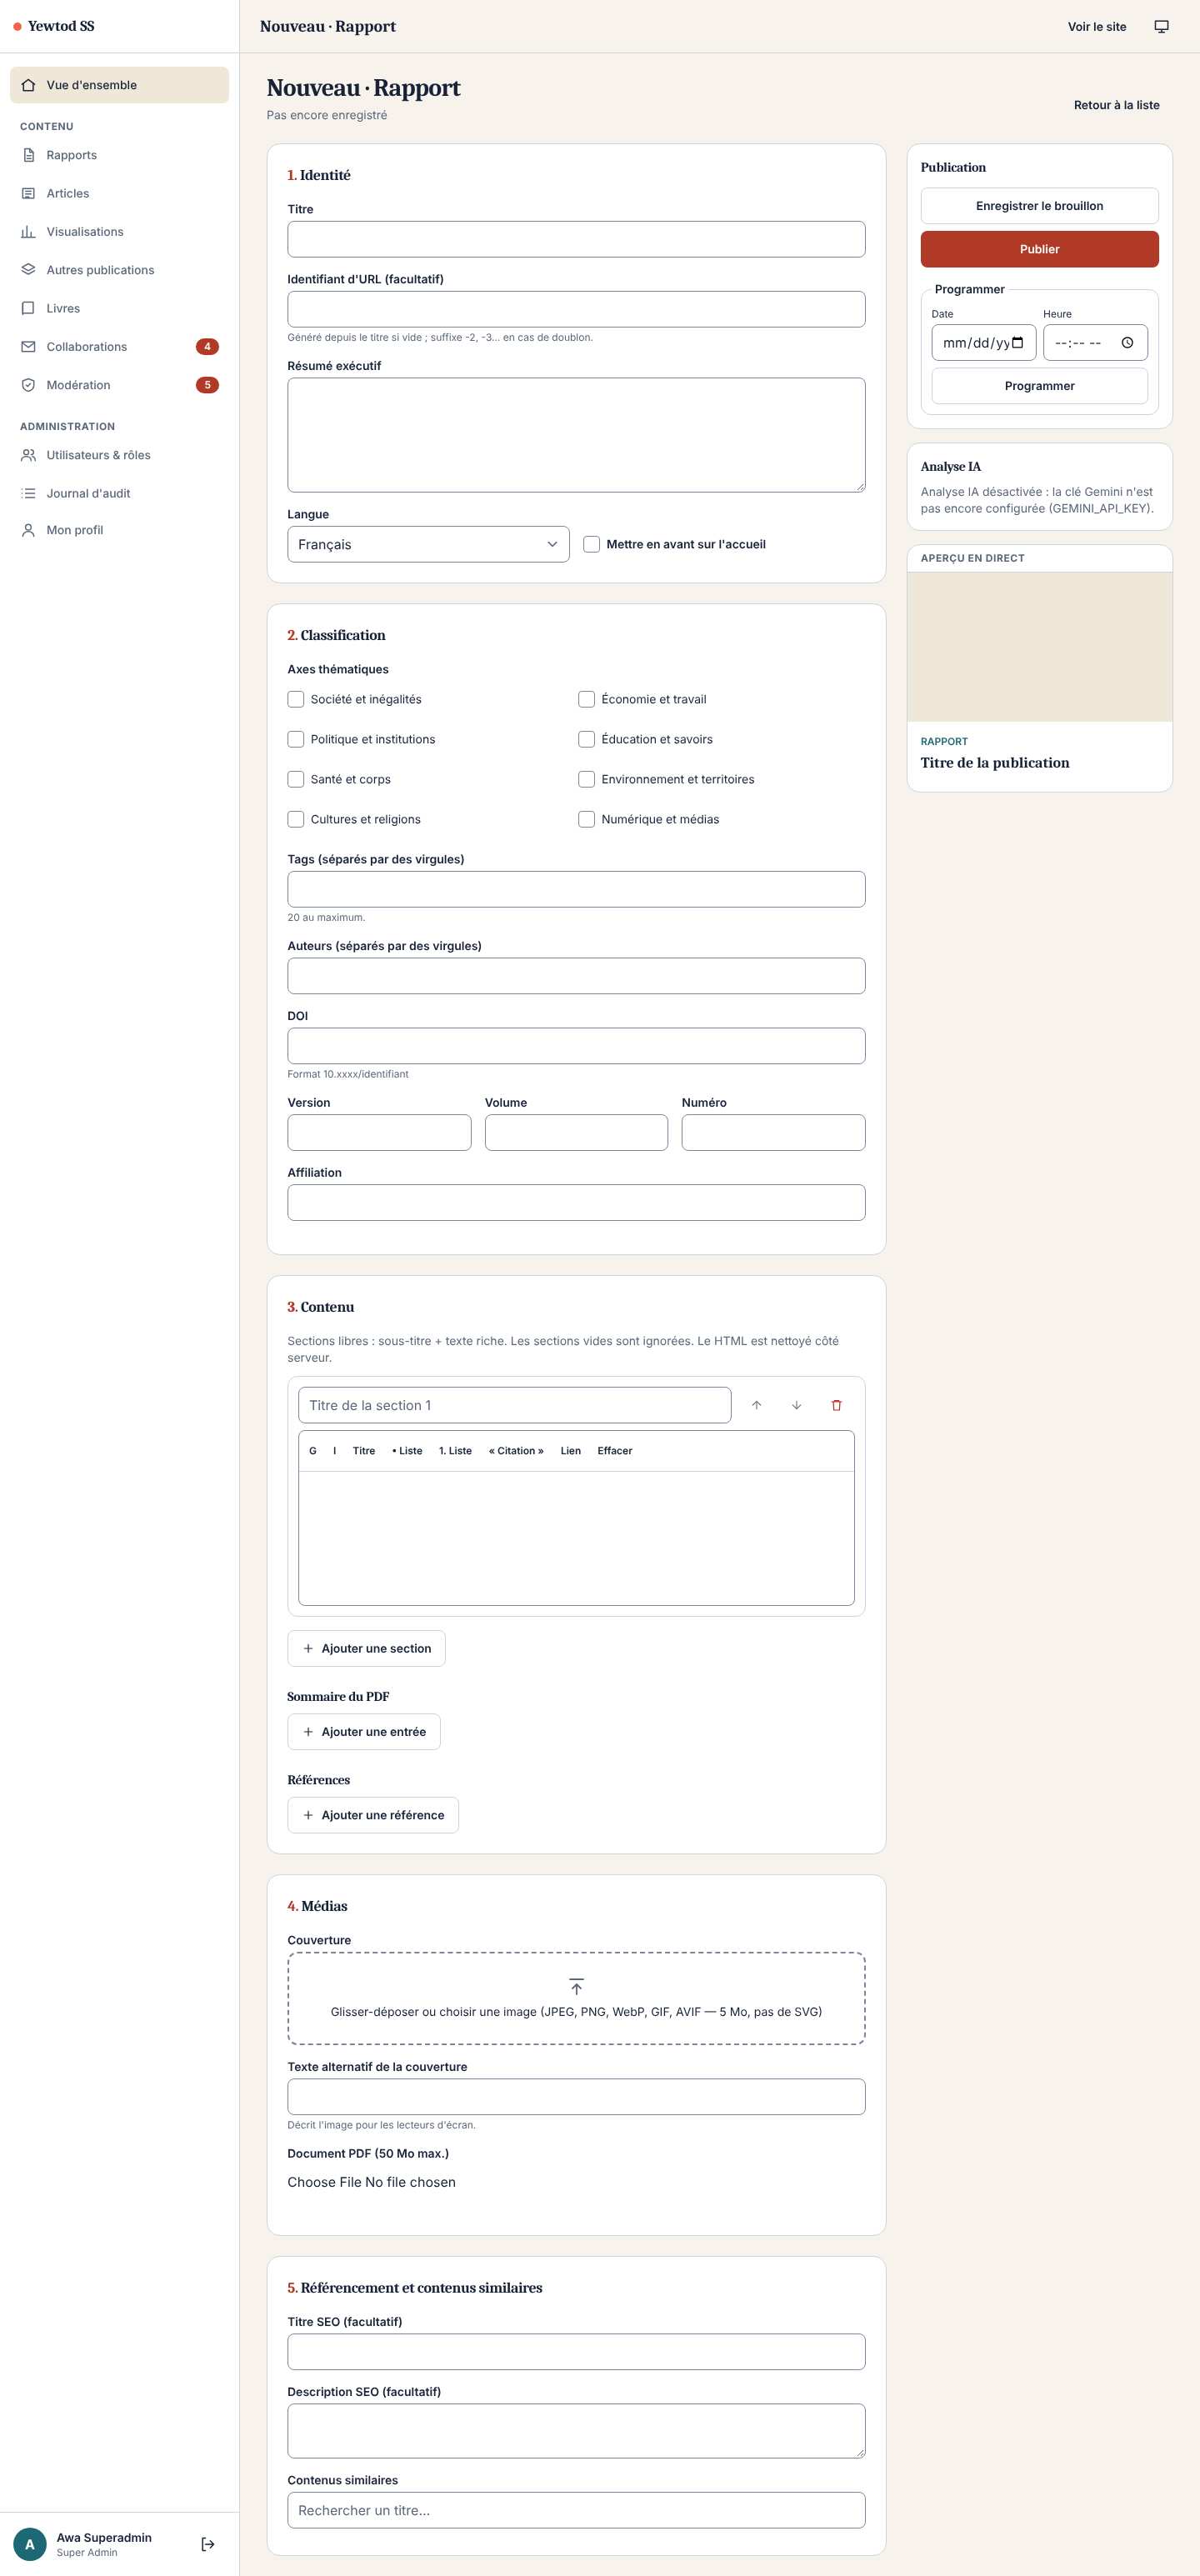 Yewtod SS
Nouveau · Rapport
Voir le site
Vue d'ensemble
CONTENU
Rapports
Articles
Visualisations
Autres publications
Livres
Collaborations
4
Modération
5
ADMINISTRATION
Utilisateurs & rôles
Journal d'audit
Mon profil
Nouveau · Rapport
Pas encore enregistré
Retour à la liste
1. Identité
Titre
Identifiant d'URL (facultatif)
Généré depuis le titre si vide ; suffixe -2, -3… en cas de doublon.
Résumé exécutif
Langue
Français
Mettre en avant sur l'accueil
2. Classification
Axes thématiques
Société et inégalités
Économie et travail
Politique et institutions
Éducation et savoirs
Santé et corps
Environnement et territoires
Cultures et religions
Numérique et médias
Tags (séparés par des virgules)
20 au maximum.
Auteurs (séparés par des virgules)
DOI
Format 10.xxxx/identifiant
Version
Volume
Numéro
Affiliation
3. Contenu
Sections libres : sous-titre + texte riche. Les sections vides sont ignorées. Le HTML est nettoyé côté
serveur.
Titre de la section 1
G I Titre • Liste 1. Liste « Citation » Lien Effacer
Ajouter une section
Sommaire du PDF
Ajouter une entrée
Références
Ajouter une référence
4. Médias
Couverture
Glisser-déposer ou choisir une image (JPEG, PNG, WebP, GIF, AVIF — 5 Mo, pas de SVG)
Texte alternatif de la couverture
Décrit l'image pour les lecteurs d'écran.
Document PDF (50 Mo max.)
Choose File No file chosen
5. Référencement et contenus similaires
Titre SEO (facultatif)
Description SEO (facultatif)
Contenus similaires
Rechercher un titre…
Publication
Enregistrer le brouillon
Publier
Programmer
Date
Heure
mm/dd/yy
--:-- --
Programmer
Analyse IA
Analyse IA désactivée : la clé Gemini n'est
pas encore configurée (GEMINI_API_KEY).
APERÇU EN DIRECT
RAPPORT
Titre de la publication
A
Awa Superadmin
Super Admin